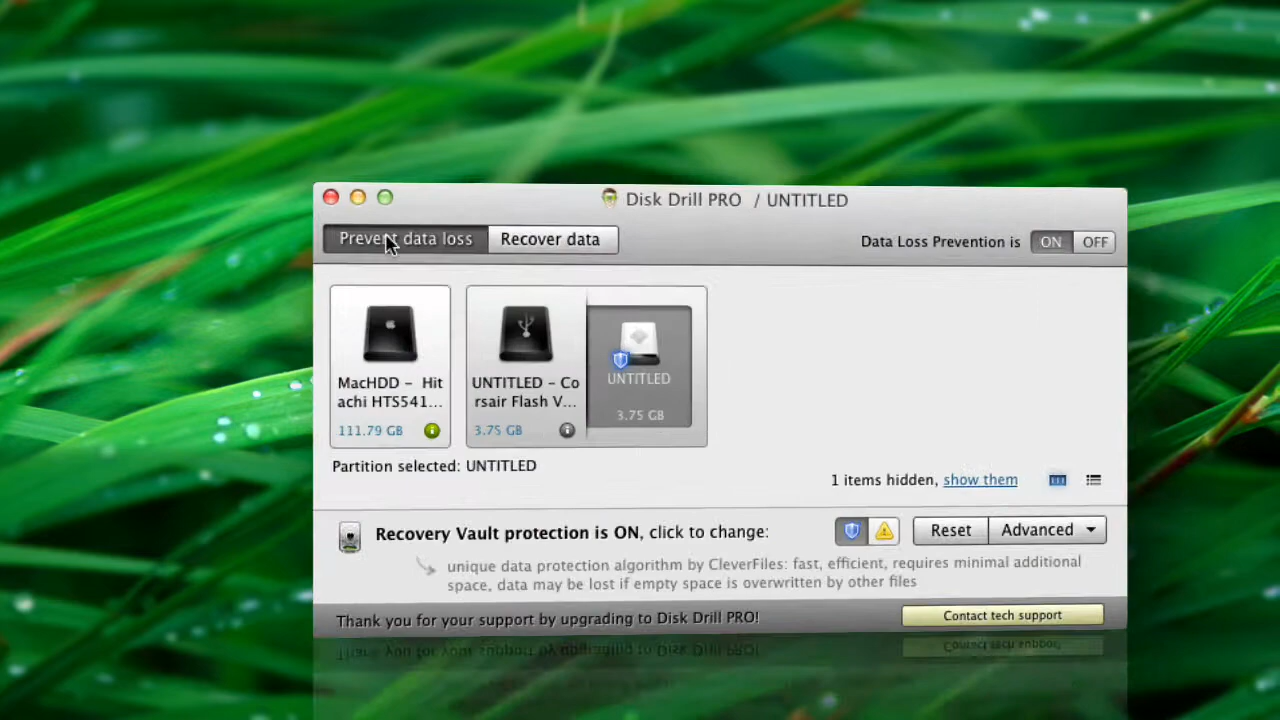 Disk Drill PRO / UNTITLED
Prevent data loss
Recover data
Data Loss Prevention is
ON
OFF
MacHDD - Hit
achi HTS541...
111.79 GB
UNTITLED - Co
rsair Flash V...
3.75 GB
UNTITLED
3.75 GB
Partition selected: UNTITLED
1 items hidden, show them
Recovery Vault protection is ON, click to change:
Reset
Advanced
unique data protection algorithm by CleverFiles: fast, efficient, requires minimal additional
space, data may be lost if empty space is overwritten by other files
Thank you for your support by upgrading to Disk Drill PRO!
Contact tech support